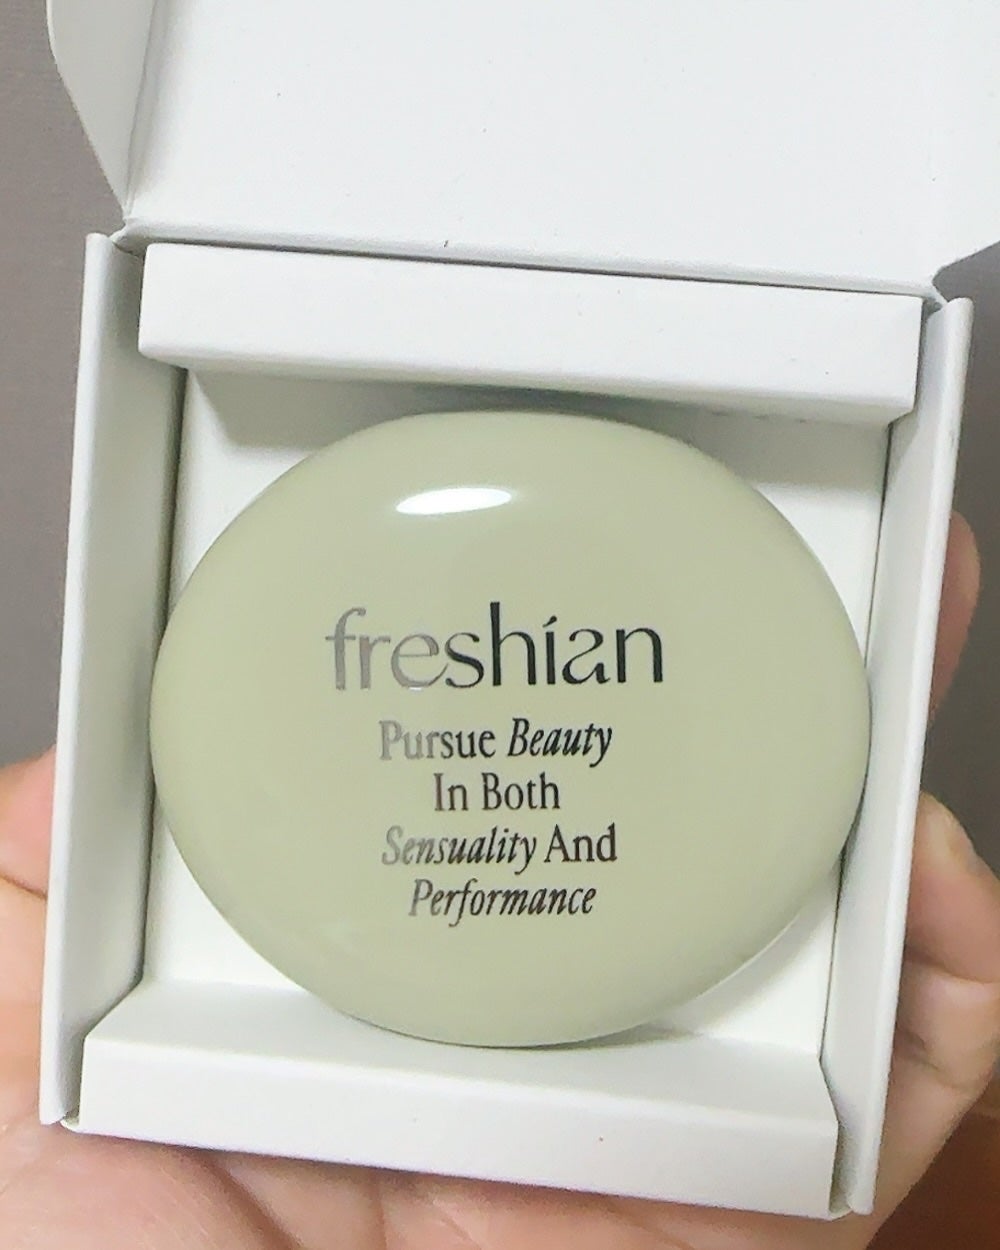 freshian
Pursue Beauty
In Both
Sensuality And
Performance